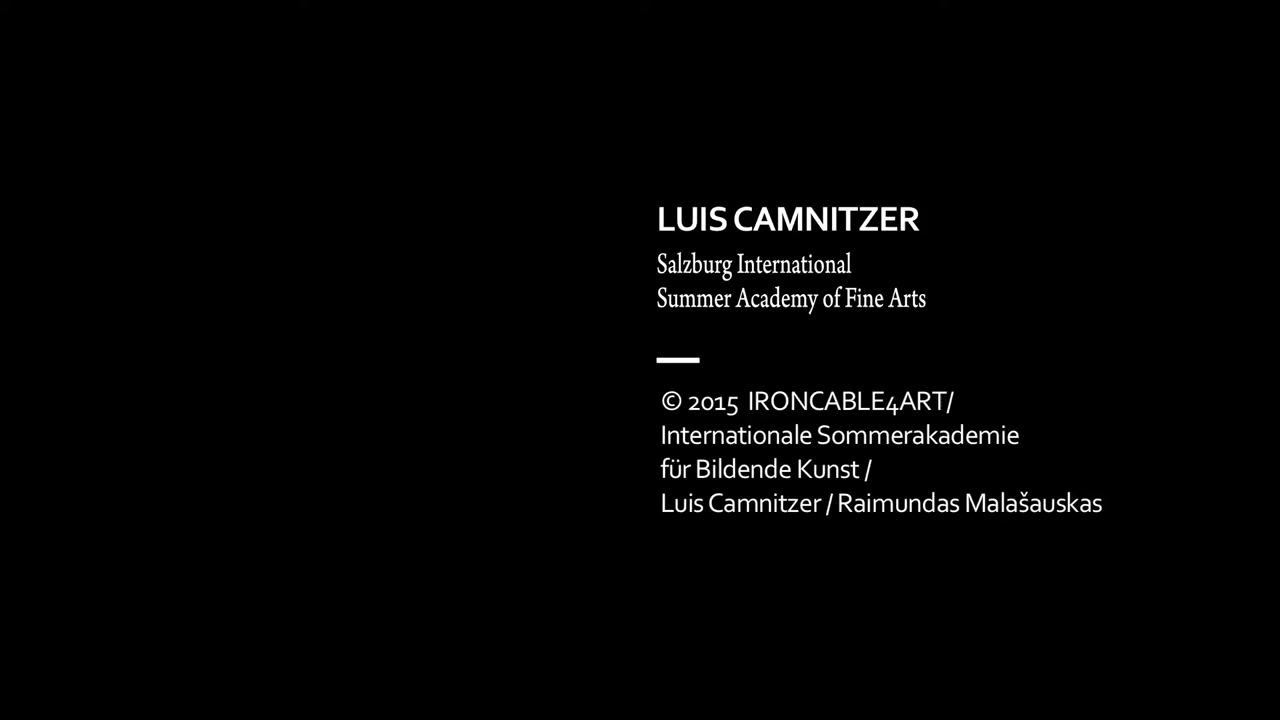 LUIS CAMNITZER
Salzburg International
Summer Academy of Fine Arts
© 2015 IRONCABLE4ART/
Internationale Sommerakademie
für Bildende Kunst /
Luis Camnitzer / Raimundas Malašauskas